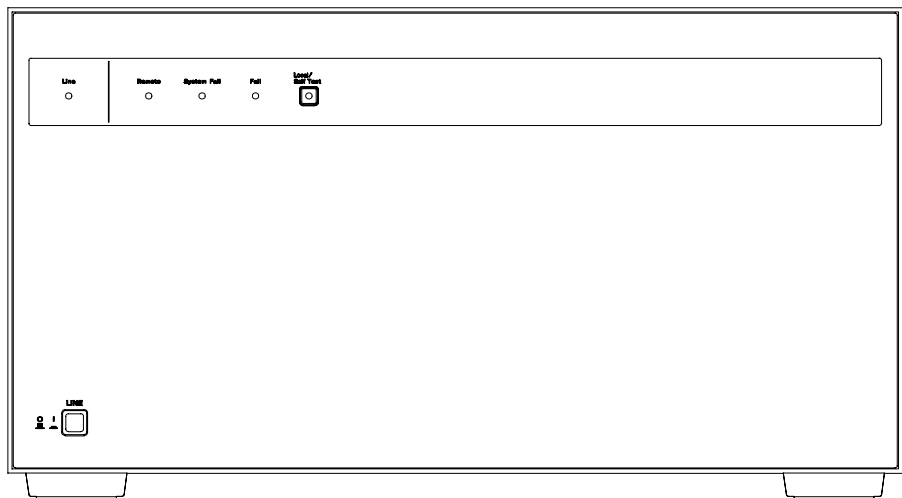 Line
Remote
System Fail
Fail
Local/
Self Test
LINE
O I